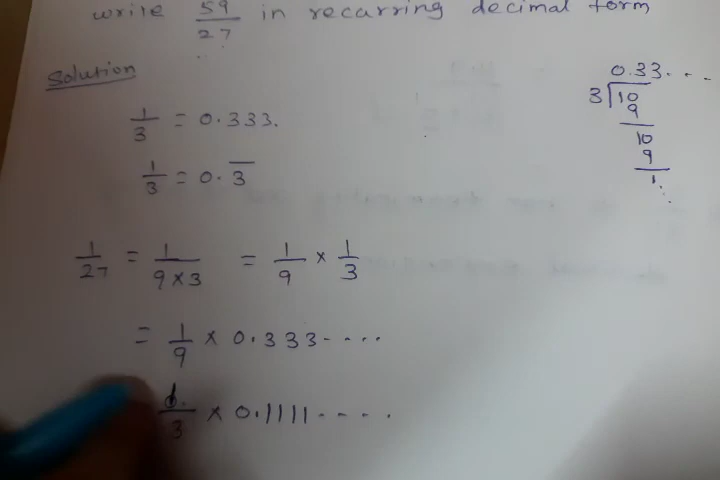 write 59/27 in recurring decimal form
Solution
1/3 = 0.333.
1/3 = 0.3̅
1/27 = 1/(9×3) = 1/9 × 1/3
= 1/9 × 0.333....
/3 × 0.1111.....
0.33...
3 10
9
10
9
1